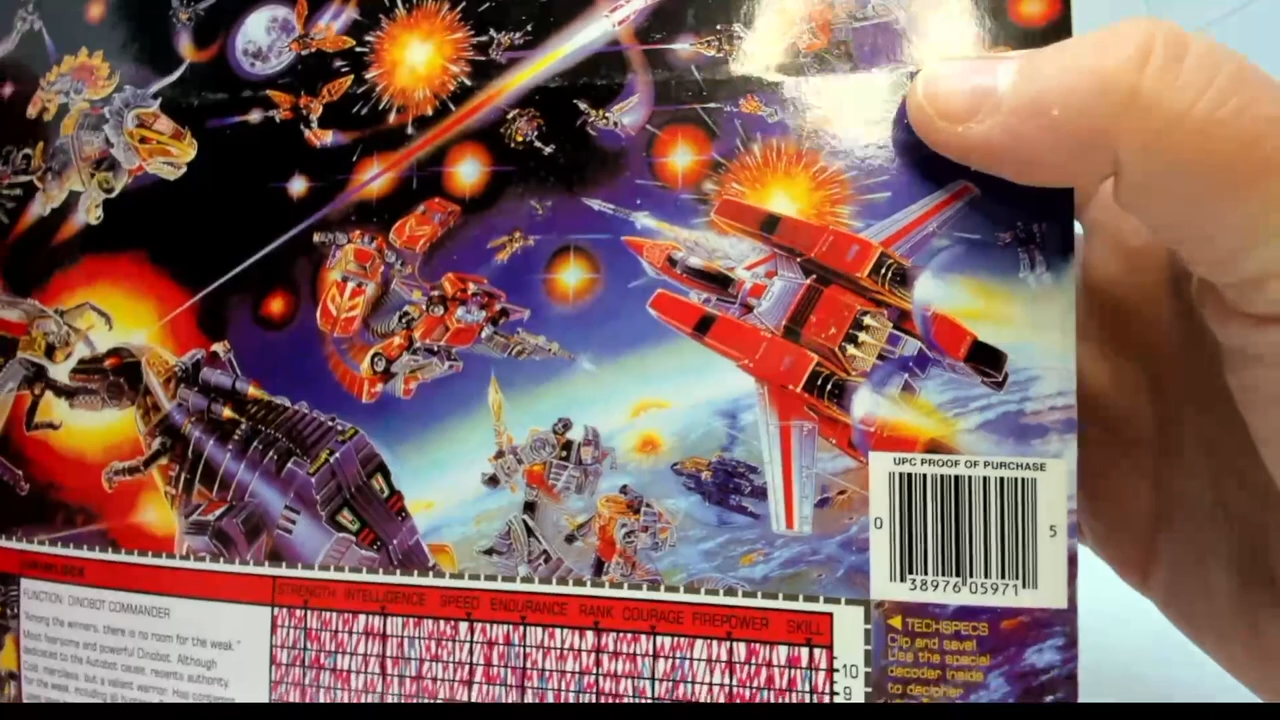 UPC PROOF OF PURCHASE
0 38976 05971 5
GRIMLOCK
FUNCTION: DINOBOT COMMANDER
"Among the winners, there is no room for the weak."
Most fearsome and powerful Dinobot. Although
dedicated to the Autobot cause, resents authority.
Cold, merciless, but a valiant warrior. Has contempt
for the weak, including all
STRENGTH INTELLIGENCE SPEED ENDURANCE RANK COURAGE FIREPOWER SKILL
10
9
TECHSPECS
Clip and save!
Use the special
decoder inside
to decipher